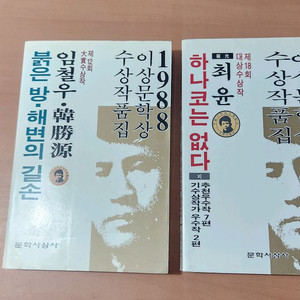 1988
이상문학상
수상작품집
제12회
大賞수상작
임철우·韓勝源
붉은 방·해변의 길손
문학사상사
수상작품
제18회
대상수상작
최윤
하나코는 없다
외
추천우수작 7편
기수상작가 우수작 2편
문학사상사